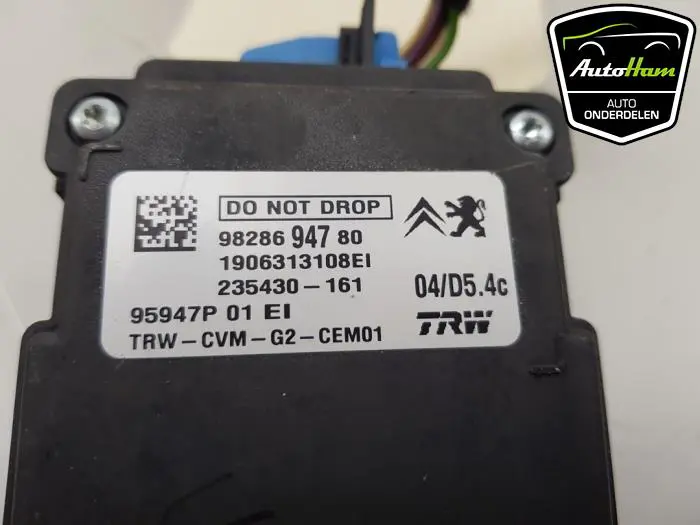 AutoHam
AUTO
ONDERDELEN
DO NOT DROP
98286 947 80
1906313108EI
235430-161
04/D5.4c
95947P 01 EI
TRW
TRW-CVM-G2-CEM01